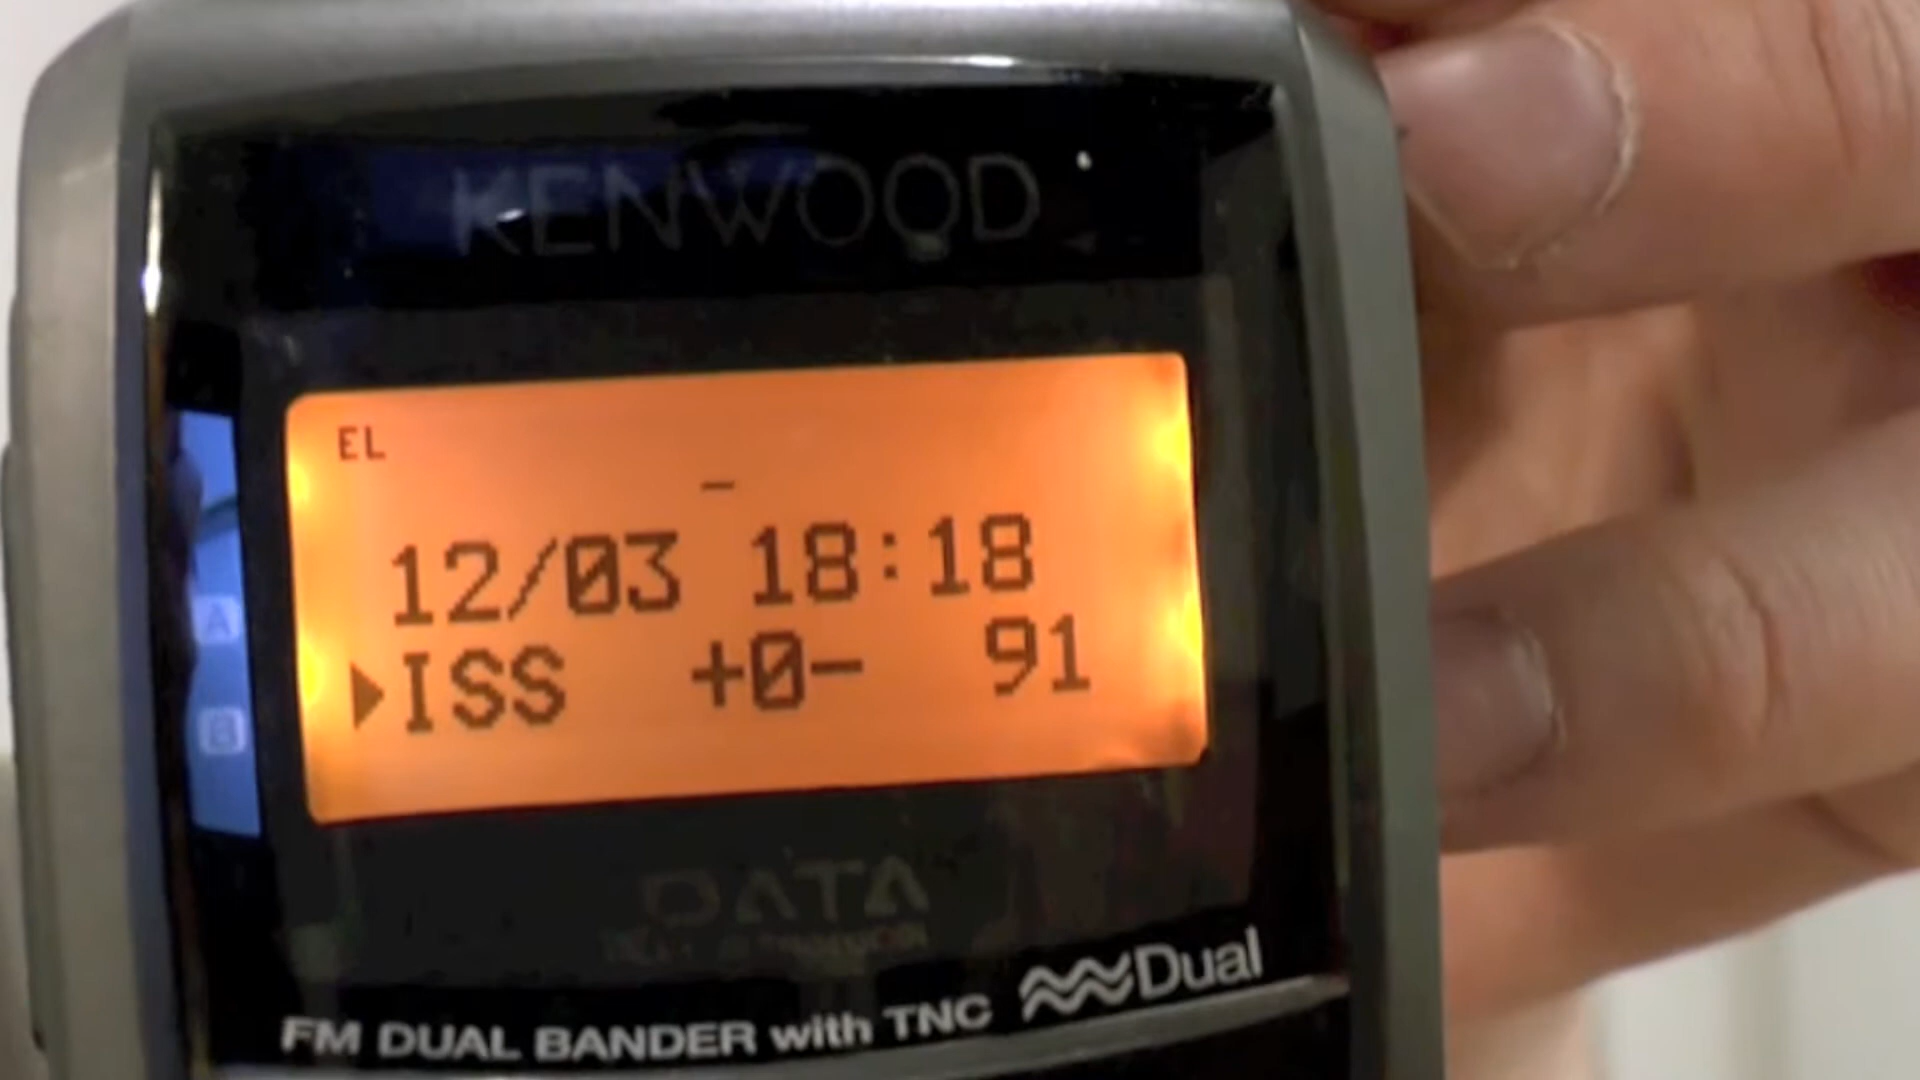 KENWOOD
EL
–
12/03 18:18
▶ISS +0– 91
A
B
DATA
FM DUAL BANDER with TNC Dual